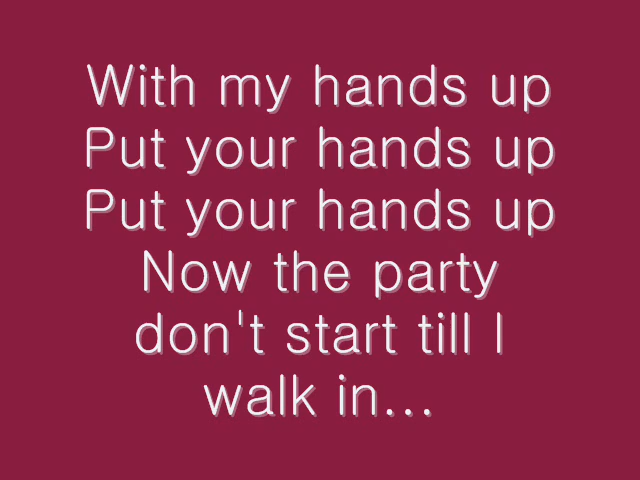 With my hands up
Put your hands up
Put your hands up
Now the party
don't start till I
walk in...